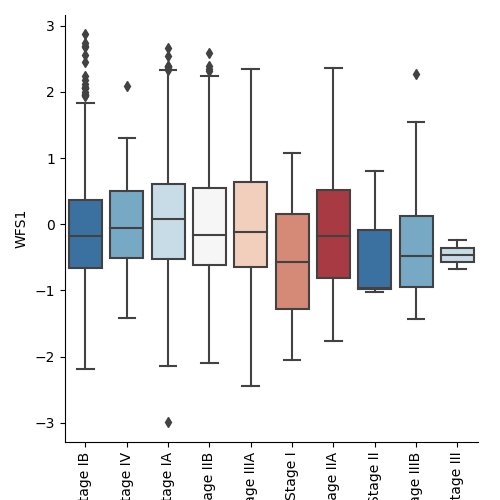 3
2
1
0
−1
−2
−3
WFS1
tage IB
tage IV
tage IA
age IIB
age IIIA
Stage I
age IIA
Stage II
age IIIB
tage III